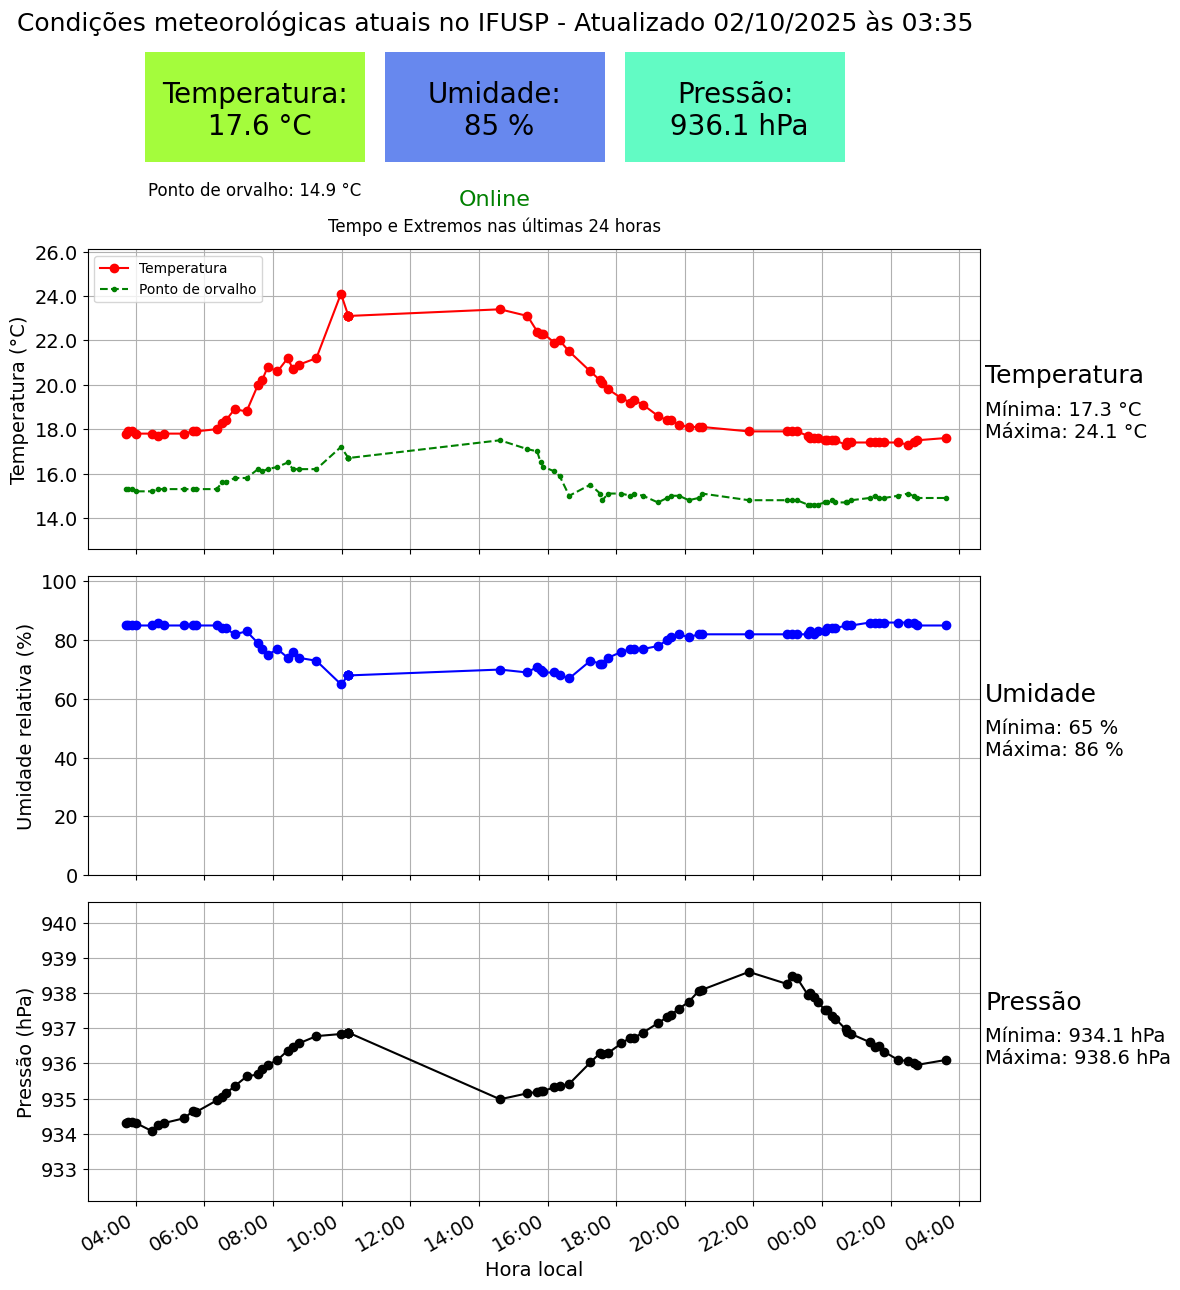 Condições meteorológicas atuais no IFUSP - Atualizado 02/10/2025 às 03:35
Temperatura:
17.6 °C
Umidade:
85 %
Pressão:
936.1 hPa
Ponto de orvalho: 14.9 °C
Online
Tempo e Extremos nas últimas 24 horas
Temperatura (°C)
26.0
24.0
22.0
20.0
18.0
16.0
14.0
Temperatura
Ponto de orvalho
Temperatura
Mínima: 17.3 °C
Máxima: 24.1 °C
Umidade relativa (%)
100
80
60
40
20
0
Umidade
Mínima: 65 %
Máxima: 86 %
Pressão (hPa)
940
939
938
937
936
935
934
933
Pressão
Mínima: 934.1 hPa
Máxima: 938.6 hPa
04:00
06:00
08:00
10:00
12:00
14:00
16:00
18:00
20:00
22:00
00:00
02:00
04:00
Hora local